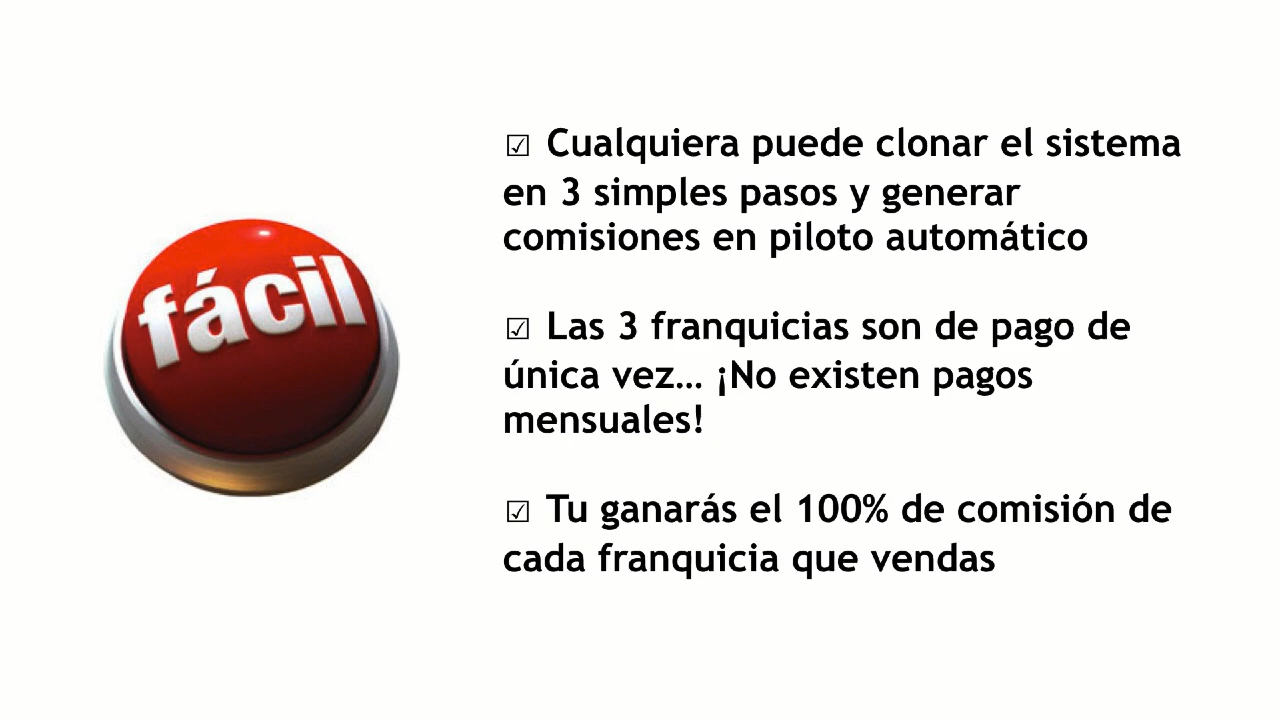 fácil
☑ Cualquiera puede clonar el sistema
en 3 simples pasos y generar
comisiones en piloto automático
☑ Las 3 franquicias son de pago de
única vez... ¡No existen pagos
mensuales!
☑ Tu ganarás el 100% de comisión de
cada franquicia que vendas